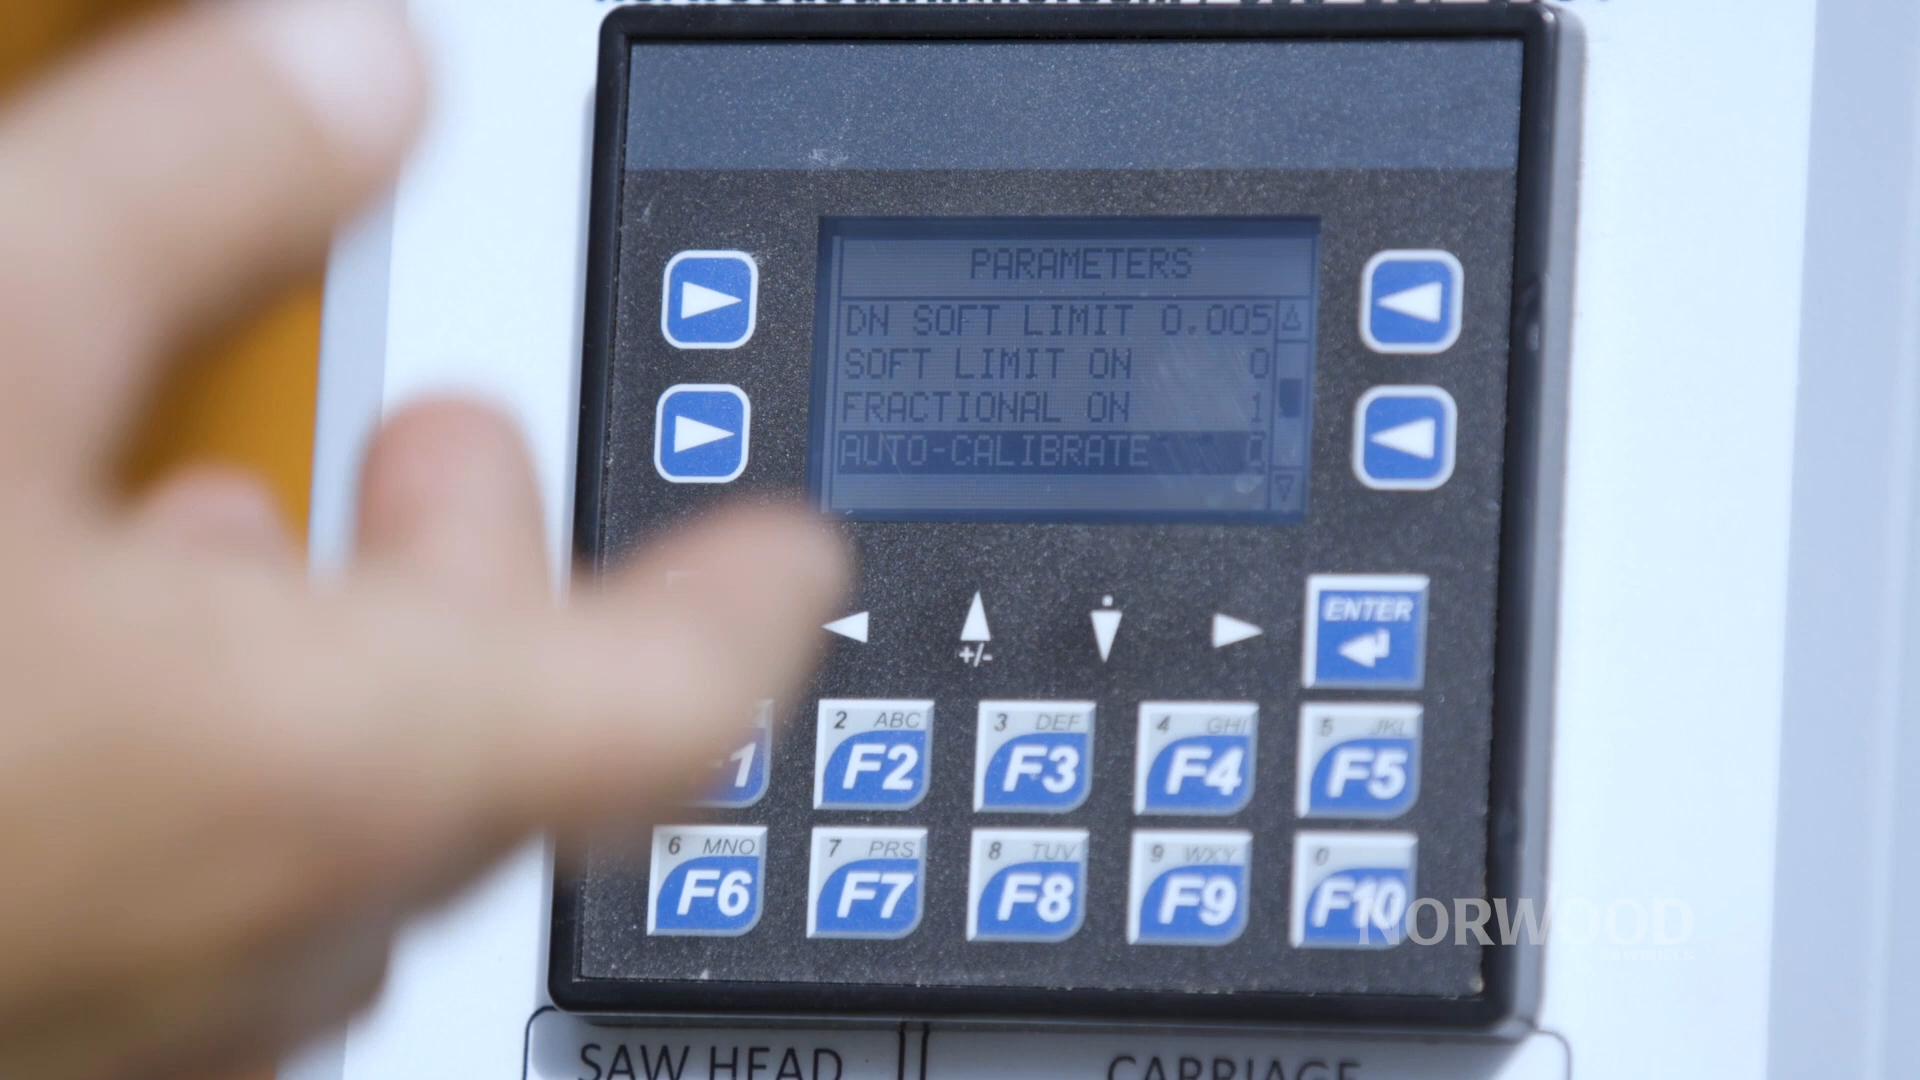 PARAMETERS
DN SOFT LIMIT 0.005
SOFT LIMIT ON 0
FRACTIONAL ON 1
AUTO-CALIBRATE 0
+/-
ENTER
F1
2 ABC
F2
3 DEF
F3
4 GHI
F4
5 JKL
F5
6 MNO
F6
7 PRS
F7
8 TUV
F8
9 WXY
F9
0
F10
NORWOOD
SAW HEAD
CARRIAGE